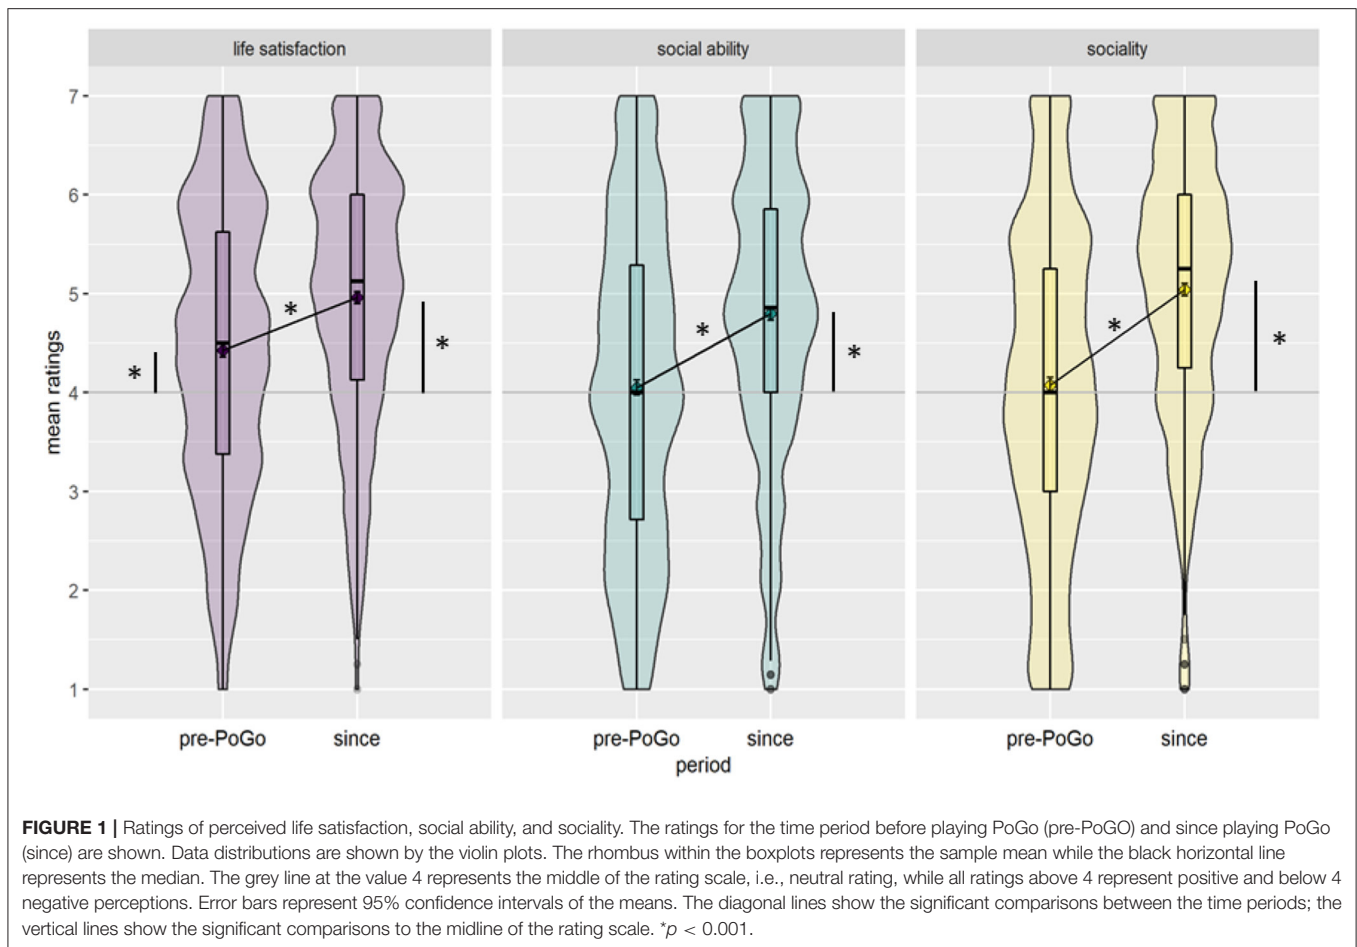 life satisfaction
social ability
sociality
mean ratings
7
6
5
4
3
2
1
*
*
*
*
*
*
*
pre-PoGo
since
pre-PoGo
since
pre-PoGo
since
period
FIGURE 1 | Ratings of perceived life satisfaction, social ability, and sociality. The ratings for the time period before playing PoGo (pre-PoGO) and since playing PoGo
(since) are shown. Data distributions are shown by the violin plots. The rhombus within the boxplots represents the sample mean while the black horizontal line
represents the median. The grey line at the value 4 represents the middle of the rating scale, i.e., neutral rating, while all ratings above 4 represent positive and below 4
negative perceptions. Error bars represent 95% confidence intervals of the means. The diagonal lines show the significant comparisons between the time periods; the
vertical lines show the significant comparisons to the midline of the rating scale. *p < 0.001.